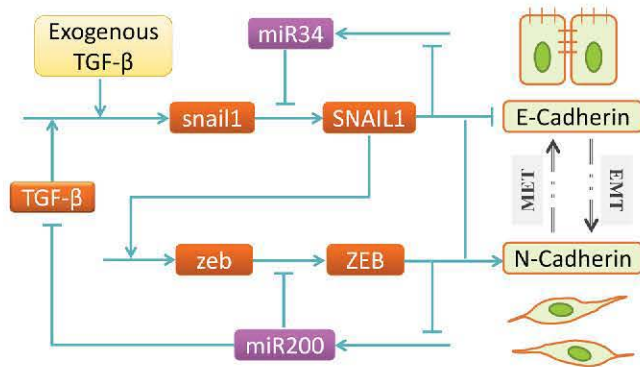 Exogenous
TGF-β
miR34
snail1
SNAIL1
E-Cadherin
TGF-β
MET
EMT
zeb
ZEB
N-Cadherin
miR200